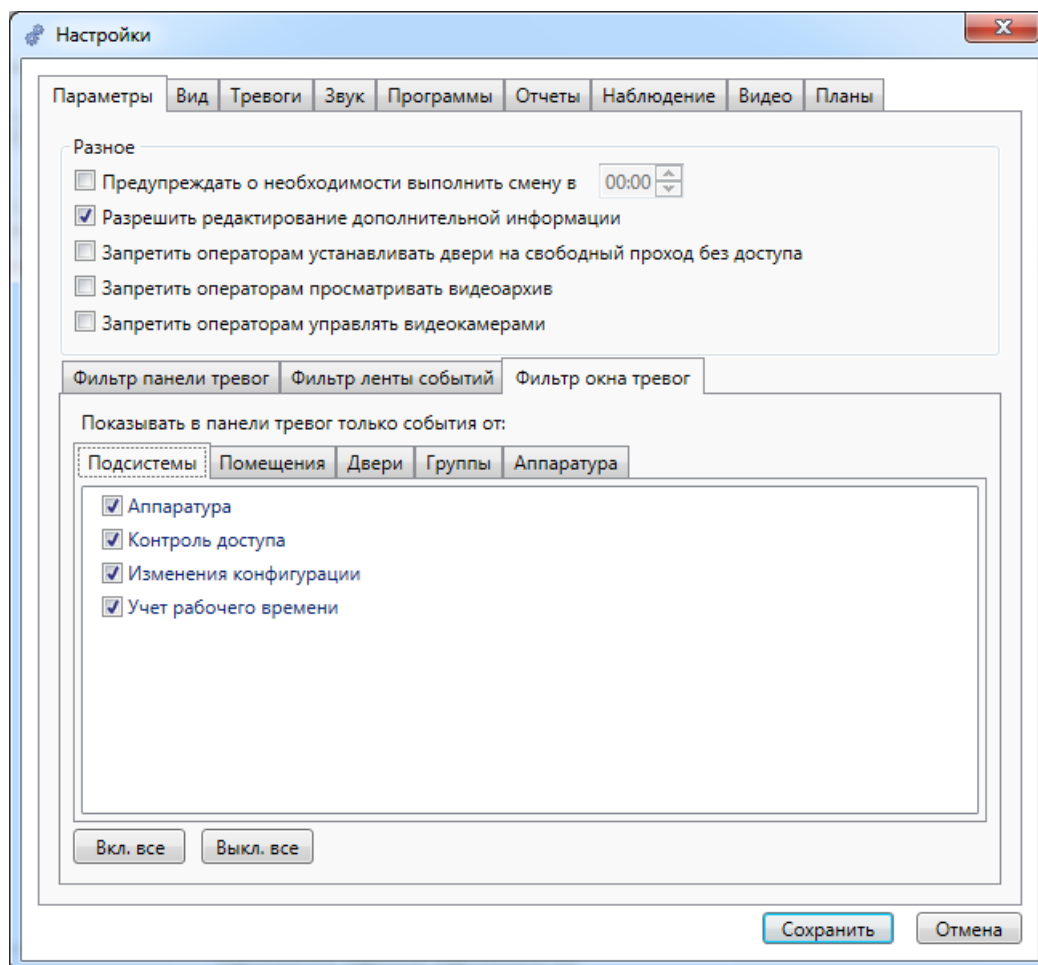 Настройки
Параметры Вид Тревоги Звук Программы Отчеты Наблюдение Видео Планы
Разное
Предупреждать о необходимости выполнить смену в 00:00
Разрешить редактирование дополнительной информации
Запретить операторам устанавливать двери на свободный проход без доступа
Запретить операторам просматривать видеоархив
Запретить операторам управлять видеокамерами
Фильтр панели тревог Фильтр ленты событий Фильтр окна тревог
Показывать в панели тревог только события от:
Подсистемы Помещения Двери Группы Аппаратура
Аппаратура
Контроль доступа
Изменения конфигурации
Учет рабочего времени
Вкл. все Выкл. все
Сохранить Отмена